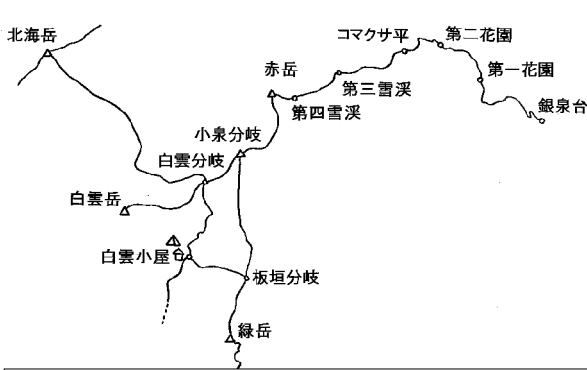 北海岳
コマクサ平
第二花園
赤岳
第一花園
第三雪渓
第四雪渓
銀泉台
小泉分岐
白雲分岐
白雲岳
白雲小屋
板垣分岐
緑岳